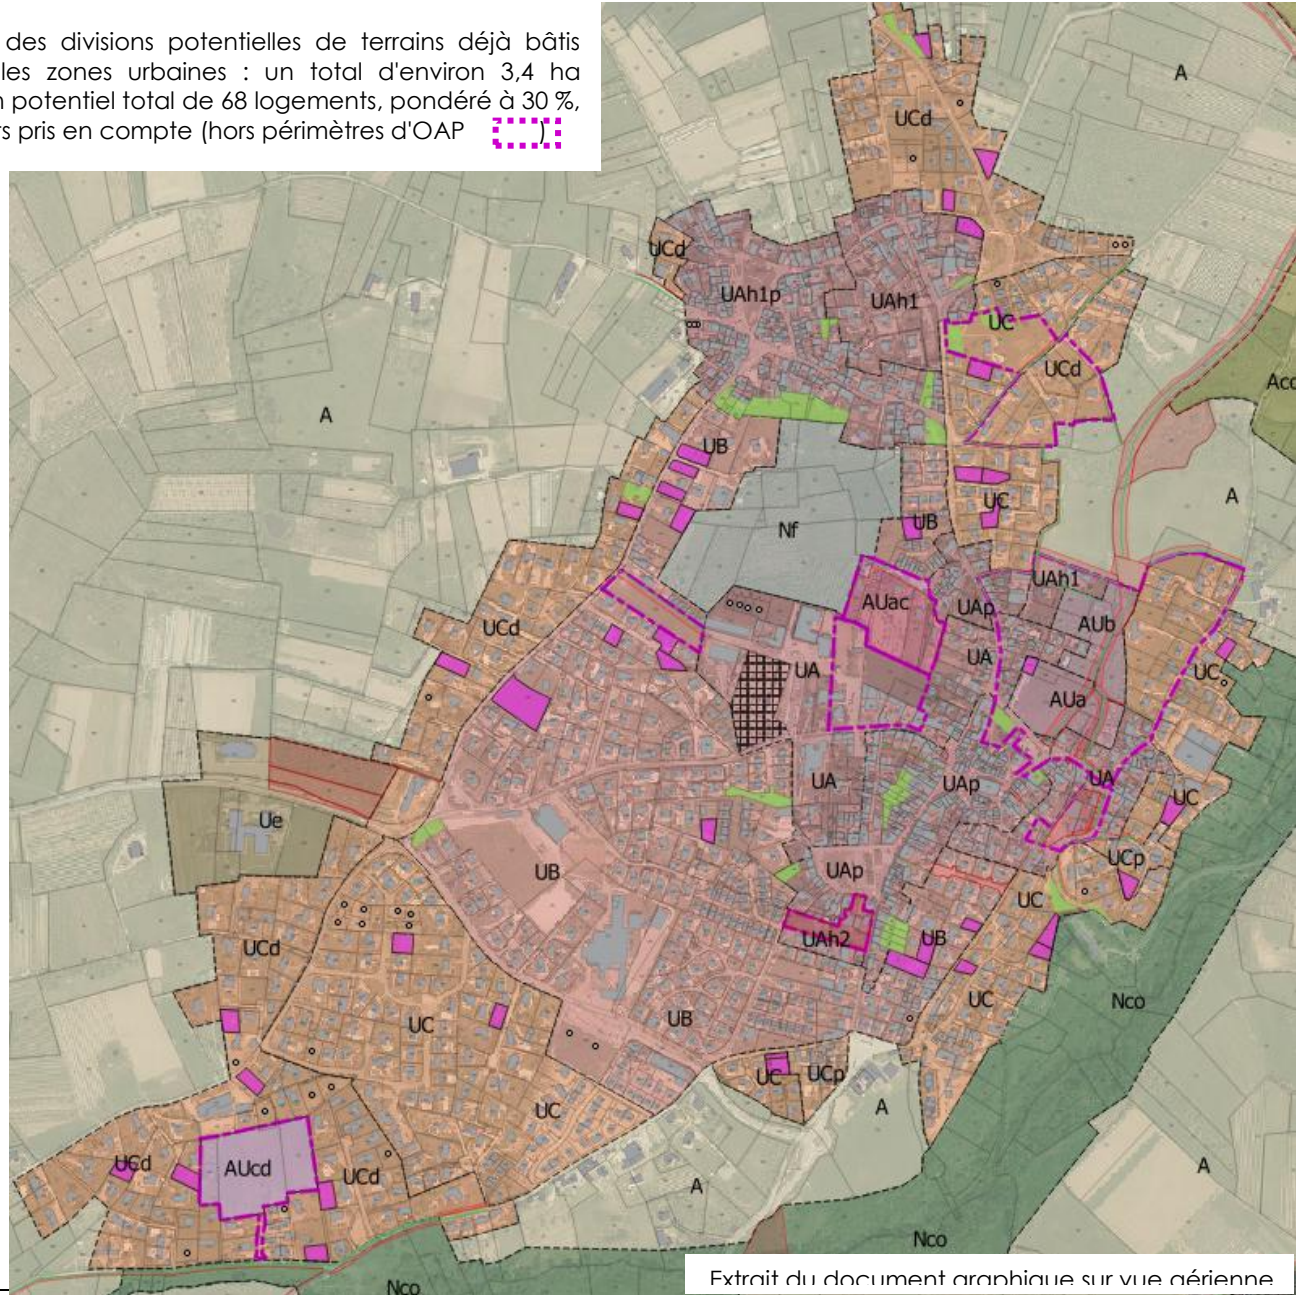 des divisions potentielles de terrains déjà bâtis
les zones urbaines : un total d'environ 3,4 ha
potentiel total de 68 logements, pondéré à 30 %,
pris en compte (hors périmètres d'OAP )
A
UCd
UCd
UAh1p
UAh1
UC
UCd
A
UB
A
Nf
UC
UB
UAh1
AUac
UAp
AUb
UCd
UA
UA
UC
AUa
UA
UAp
UA
UC
Ue
UB
UAp
UCp
UC
UAh2
UB
UCd
UC
Nco
UC
UB
UC
UCp
UC
A
UCd
AUcd
UCd
A
A
Nco
Nco
Extrait du document graphique sur vue aérienne